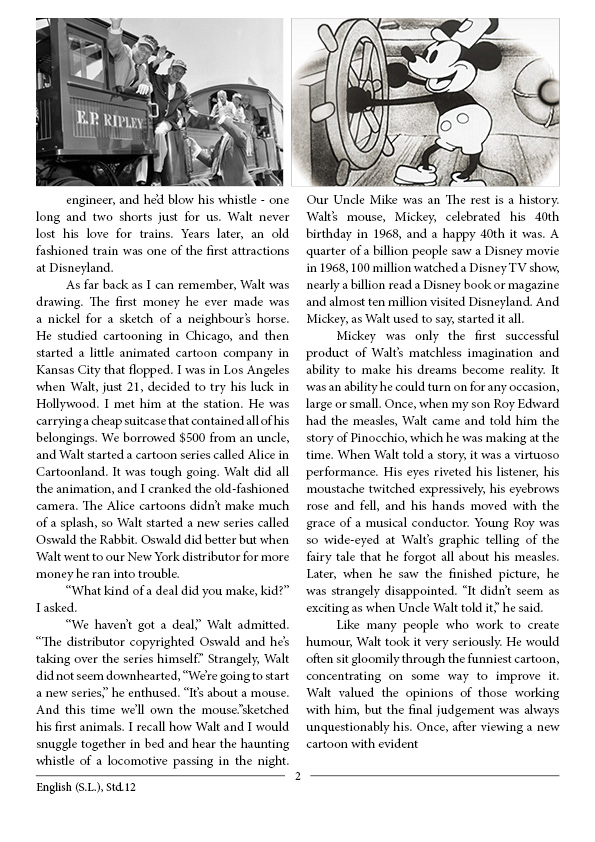 E.P. RIPLEY
engineer, and he'd blow his whistle - one
long and two shorts just for us. Walt never
lost his love for trains. Years later, an old
fashioned train was one of the first attractions
at Disneyland.
As far back as I can remember, Walt was
drawing. The first money he ever made was
a nickel for a sketch of a neighbour's horse.
He studied cartooning in Chicago, and then
started a little animated cartoon company in
Kansas City that flopped. I was in Los Angeles
when Walt, just 21, decided to try his luck in
Hollywood. I met him at the station. He was
carrying a cheap suitcase that contained all of his
belongings. We borrowed $500 from an uncle,
and Walt started a cartoon series called Alice in
Cartoonland. It was tough going. Walt did all
the animation, and I cranked the old-fashioned
camera. The Alice cartoons didn't make much
of a splash, so Walt started a new series called
Oswald the Rabbit. Oswald did better but when
Walt went to our New York distributor for more
money he ran into trouble.
"What kind of a deal did you make, kid?"
I asked.
"We haven't got a deal," Walt admitted.
"The distributor copyrighted Oswald and he's
taking over the series himself." Strangely, Walt
did not seem downhearted, "We're going to start
a new series," he enthused. "It's about a mouse.
And this time we'll own the mouse."sketched
his first animals. I recall how Walt and I would
snuggle together in bed and hear the haunting
whistle of a locomotive passing in the night.
Our Uncle Mike was an The rest is a history.
Walt's mouse, Mickey, celebrated his 40th
birthday in 1968, and a happy 40th it was. A
quarter of a billion people saw a Disney movie
in 1968, 100 million watched a Disney TV show,
nearly a billion read a Disney book or magazine
and almost ten million visited Disneyland. And
Mickey, as Walt used to say, started it all.
Mickey was only the first successful
product of Walt's matchless imagination and
ability to make his dreams become reality. It
was an ability he could turn on for any occasion,
large or small. Once, when my son Roy Edward
had the measles, Walt came and told him the
story of Pinocchio, which he was making at the
time. When Walt told a story, it was a virtuoso
performance. His eyes riveted his listener, his
moustache twitched expressively, his eyebrows
rose and fell, and his hands moved with the
grace of a musical conductor. Young Roy was
so wide-eyed at Walt's graphic telling of the
fairy tale that he forgot all about his measles.
Later, when he saw the finished picture, he
was strangely disappointed. "It didn't seem as
exciting as when Uncle Walt told it," he said.
Like many people who work to create
humour, Walt took it very seriously. He would
often sit gloomily through the funniest cartoon,
concentrating on some way to improve it.
Walt valued the opinions of those working
with him, but the final judgement was always
unquestionably his. Once, after viewing a new
cartoon with evident
2
English (S.L.), Std.12